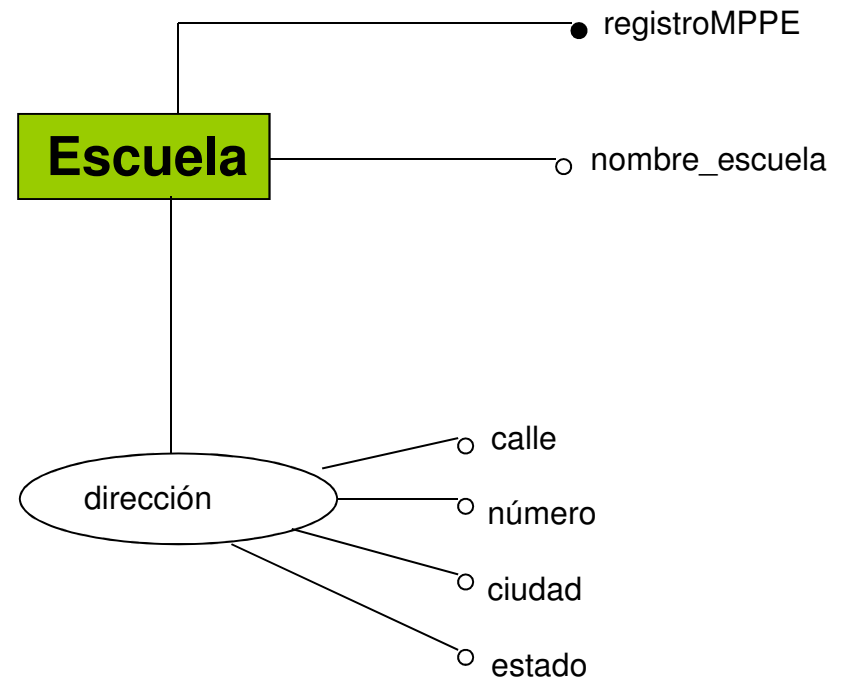 registroMPPE
Escuela
nombre_escuela
calle
dirección
número
ciudad
estado